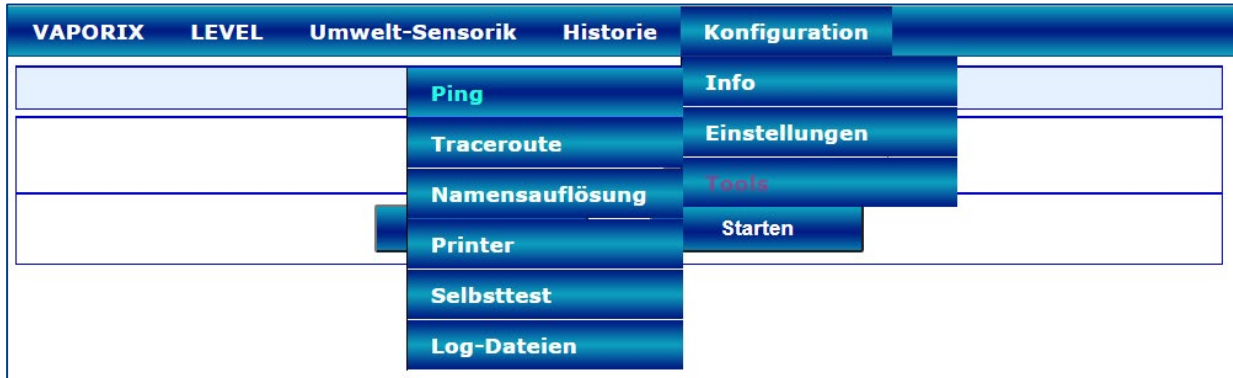 VAPORIX LEVEL Umwelt-Sensorik Historie Konfiguration
Info
Einstellungen
Tools
Ping
Traceroute
Namensauflösung
Printer
Selbsttest
Log-Dateien
Starten